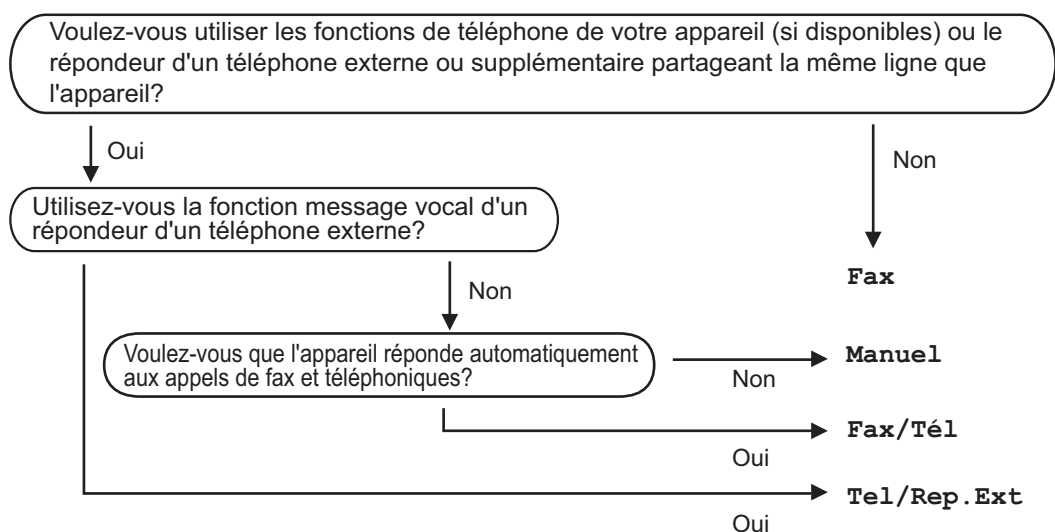 Voulez-vous utiliser les fonctions de téléphone de votre appareil (si disponibles) ou le
répondeur d'un téléphone externe ou supplémentaire partageant la même ligne que
l'appareil?
Oui
Non
Utilisez-vous la fonction message vocal d'un
répondeur d'un téléphone externe?
Fax
Non
Voulez-vous que l'appareil réponde automatiquement
aux appels de fax et téléphoniques?
Manuel
Non
Fax/Tél
Oui
Tel/Rep.Ext
Oui